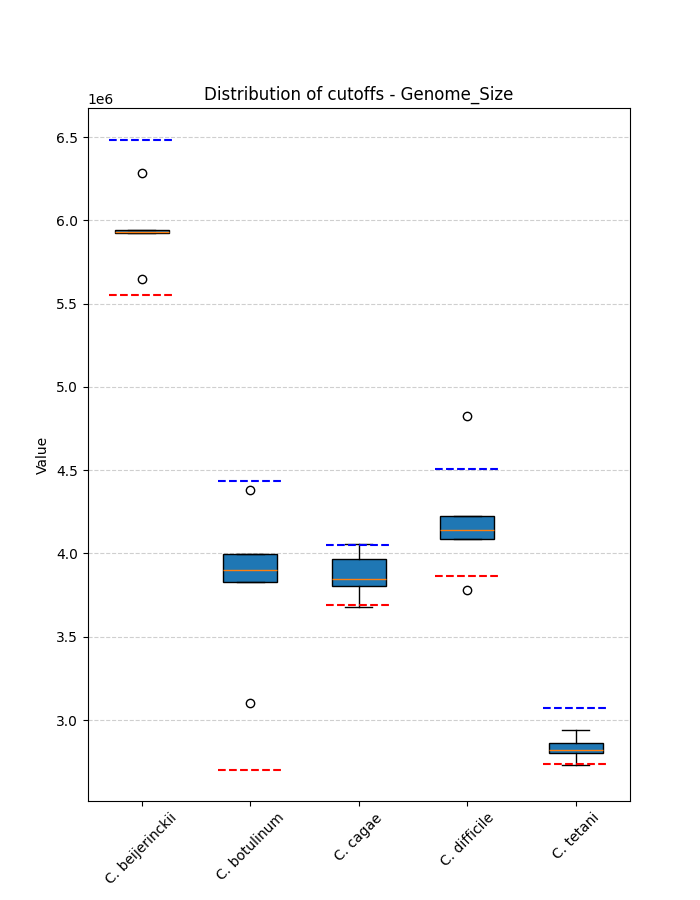 Distribution of cutoffs - Genome_Size
1e6
6.5
6.0
5.5
5.0
4.5
4.0
3.5
3.0
Value
C. beijerinckii
C. botulinum
C. cagae
C. difficile
C. tetani